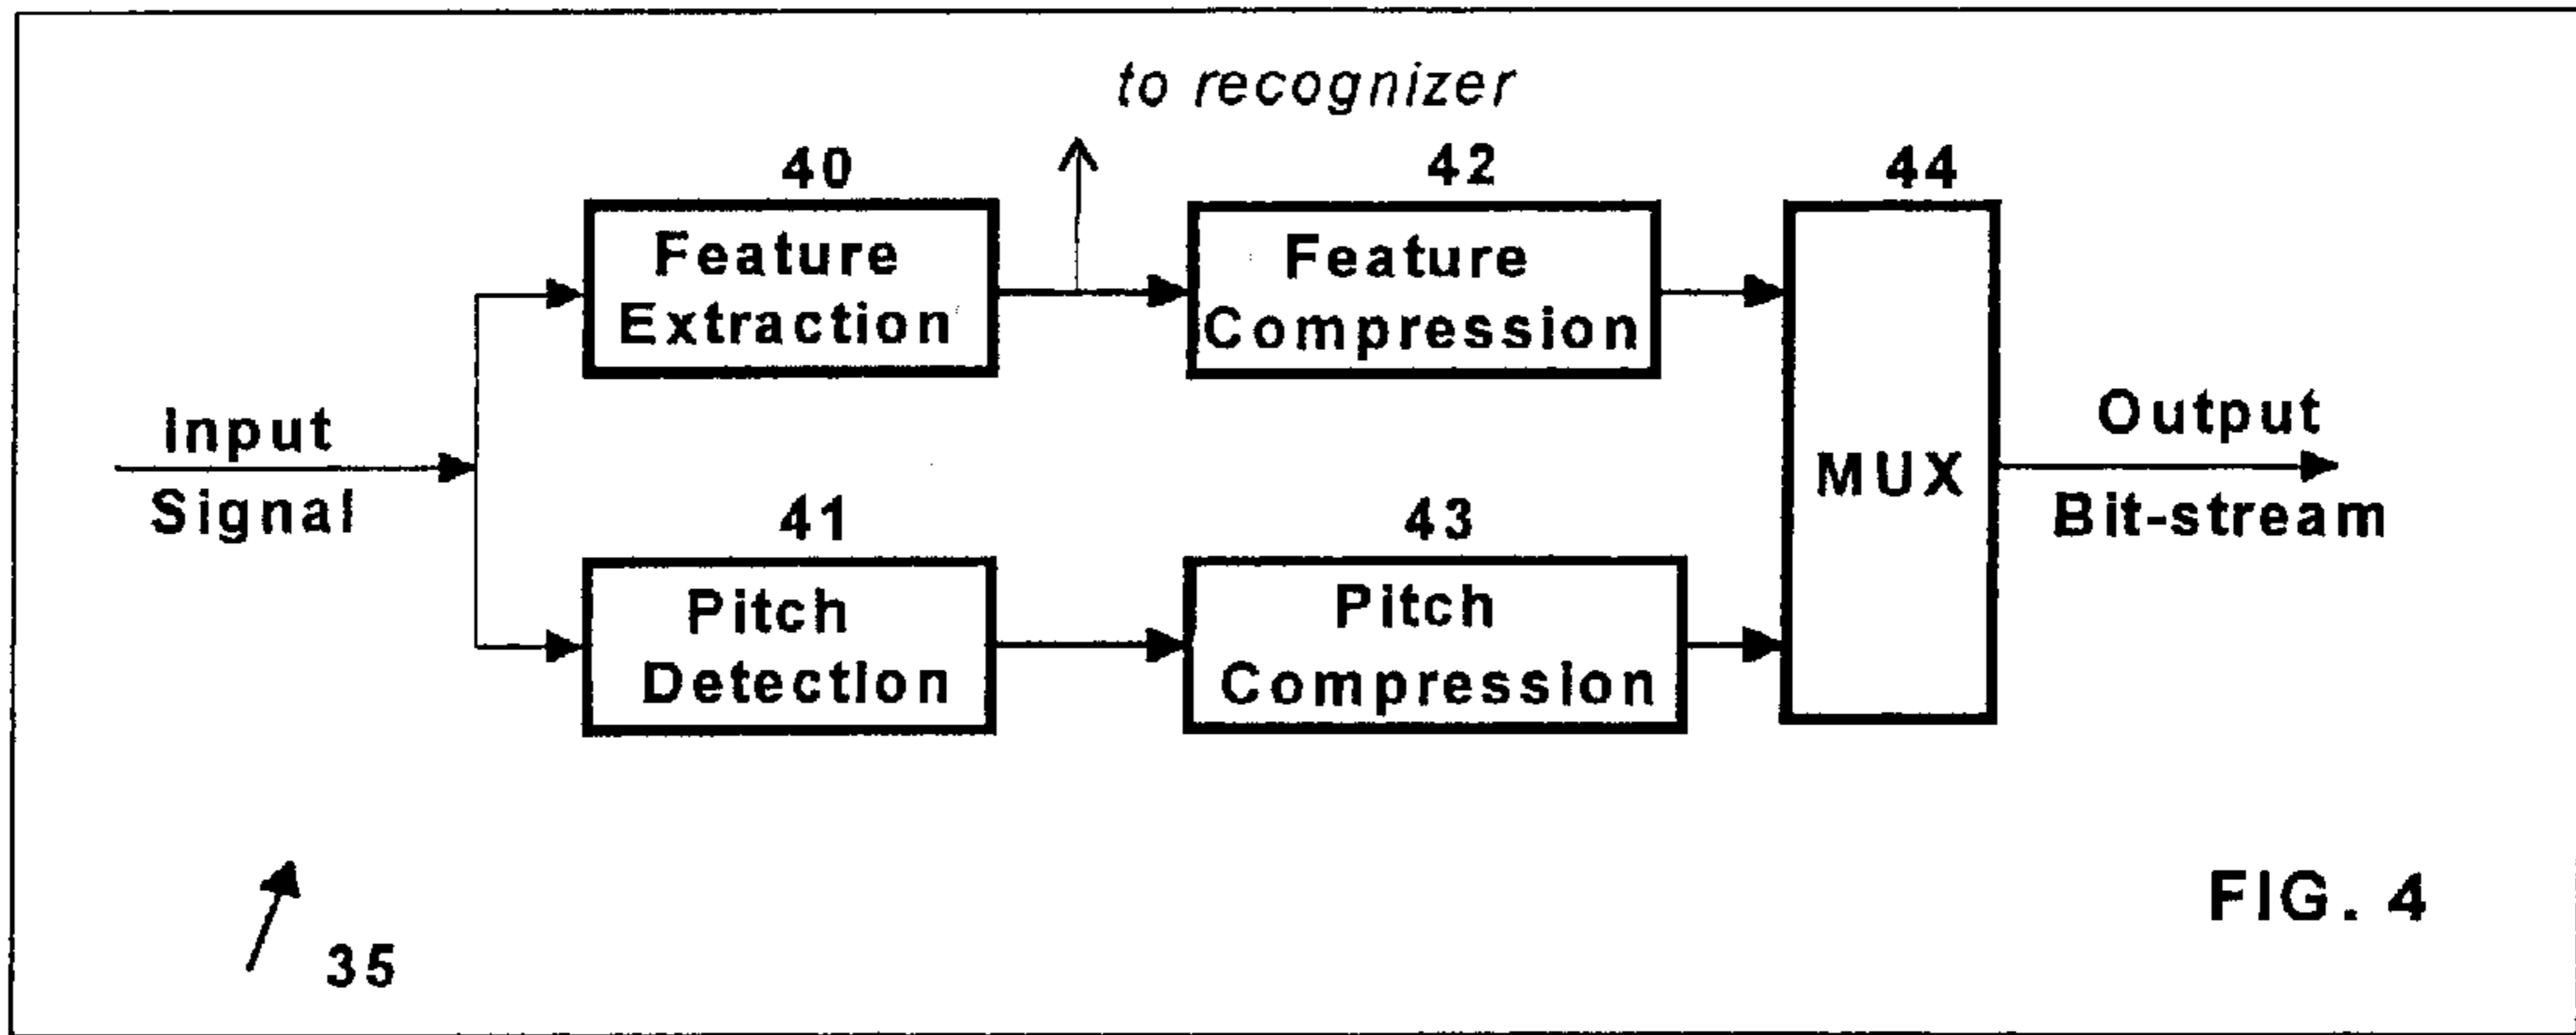 to recognizer
40
42
44
Feature
Extraction
Feature
Compression
Input
Signal
MUX
Output
Bit-stream
41
43
Pitch
Detection
Pitch
Compression
35
FIG. 4